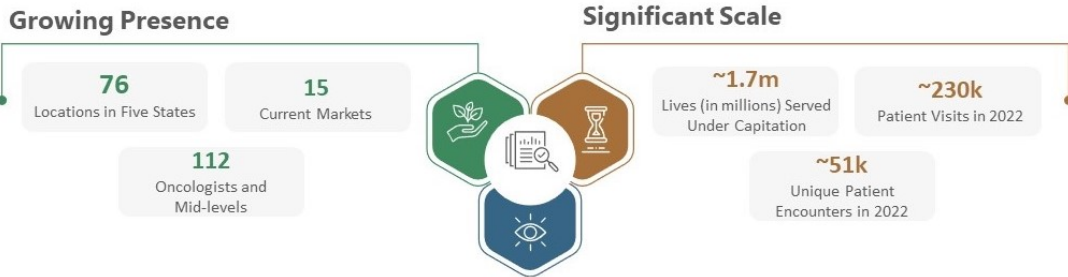 Growing Presence
76
Locations in Five States
15
Current Markets
112
Oncologists and
Mid-levels
Significant Scale
~1.7m
Lives (in millions) Served
Under Capitation
~230k
Patient Visits in 2022
~51k
Unique Patient
Encounters in 2022